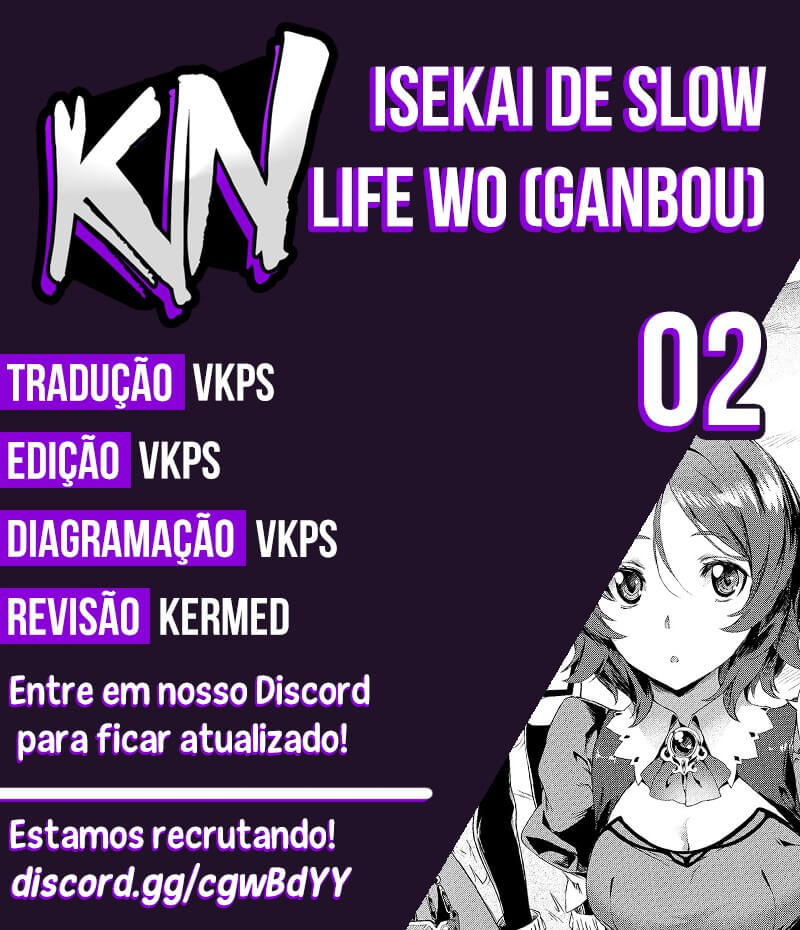 KN
ISEKAI DE SLOW
LIFE WO (GANBOU)
02
TRADUÇÃO VKPS
EDIÇÃO VKPS
DIAGRAMAÇÃO VKPS
REVISÃO KERMED
Entre em nosso Discord
para ficar atualizado!
Estamos recrutando!
discord.gg/cgwBdYY